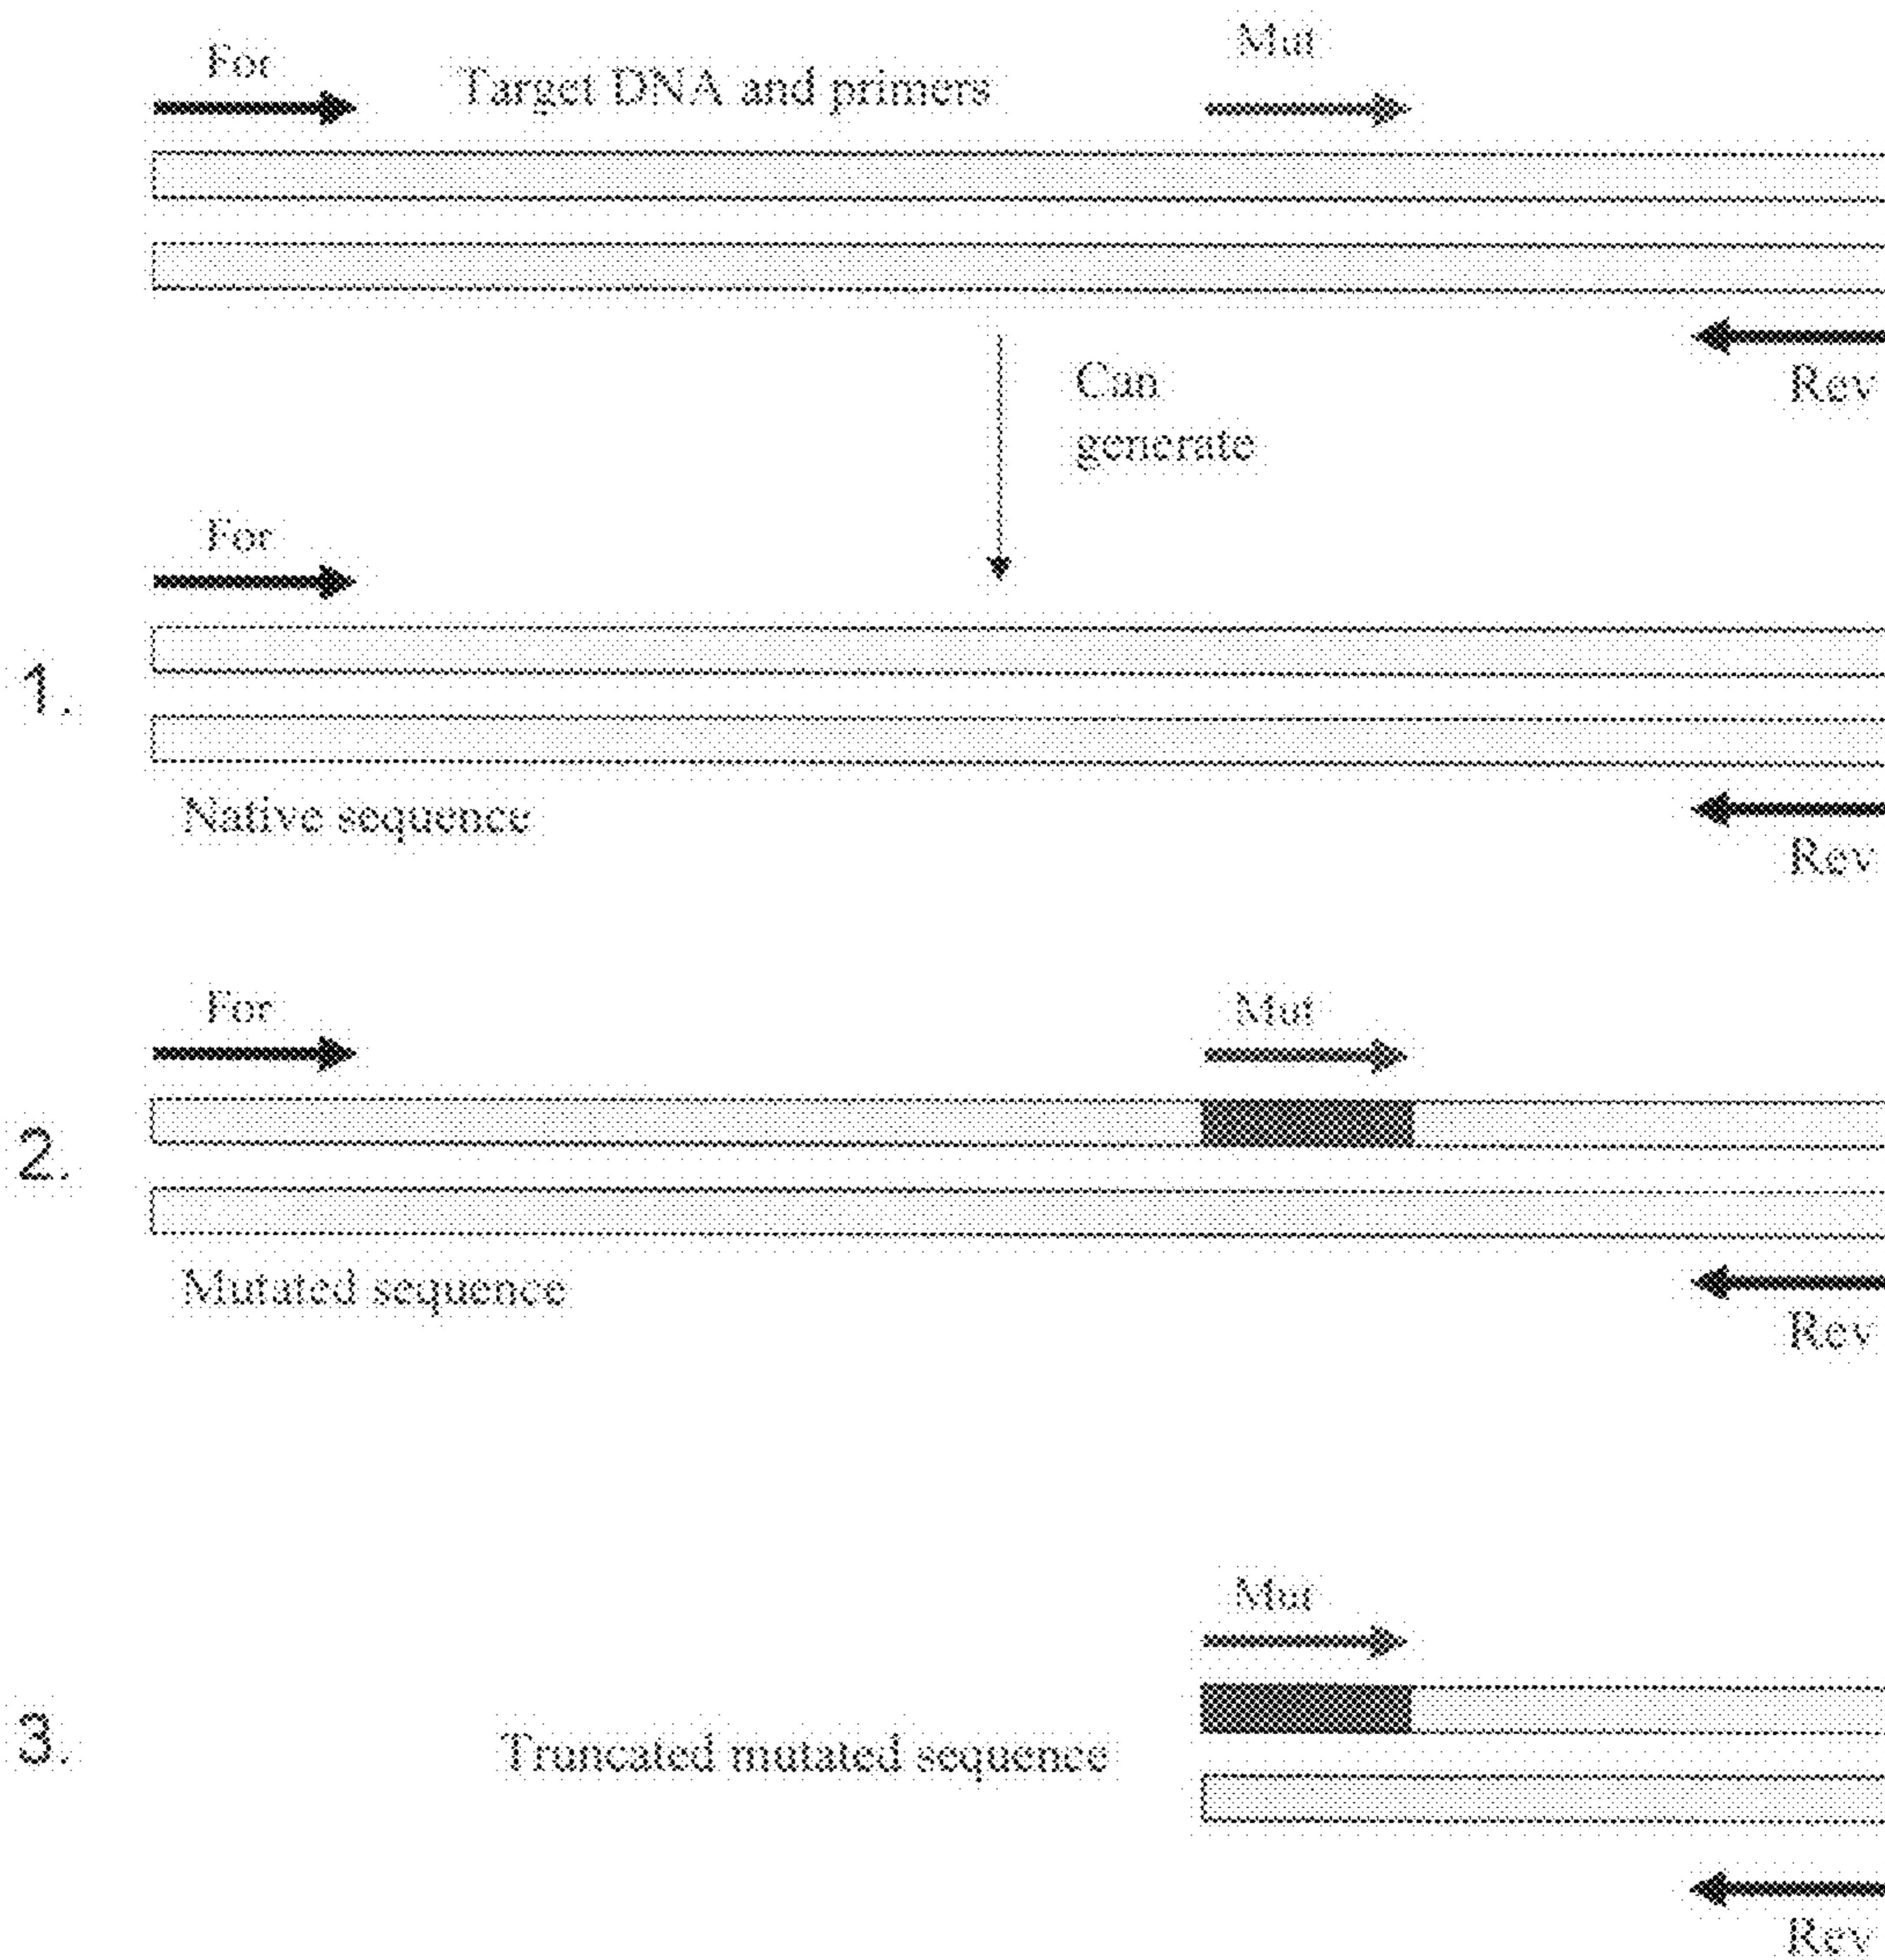 For
Target DNA and primers
Mut
Rev
Can
generate
For
1.
Native sequence
Rev
For
Mut
2.
Mutated sequence
Rev
Mut
3.
Truncated mutated sequence
Rev